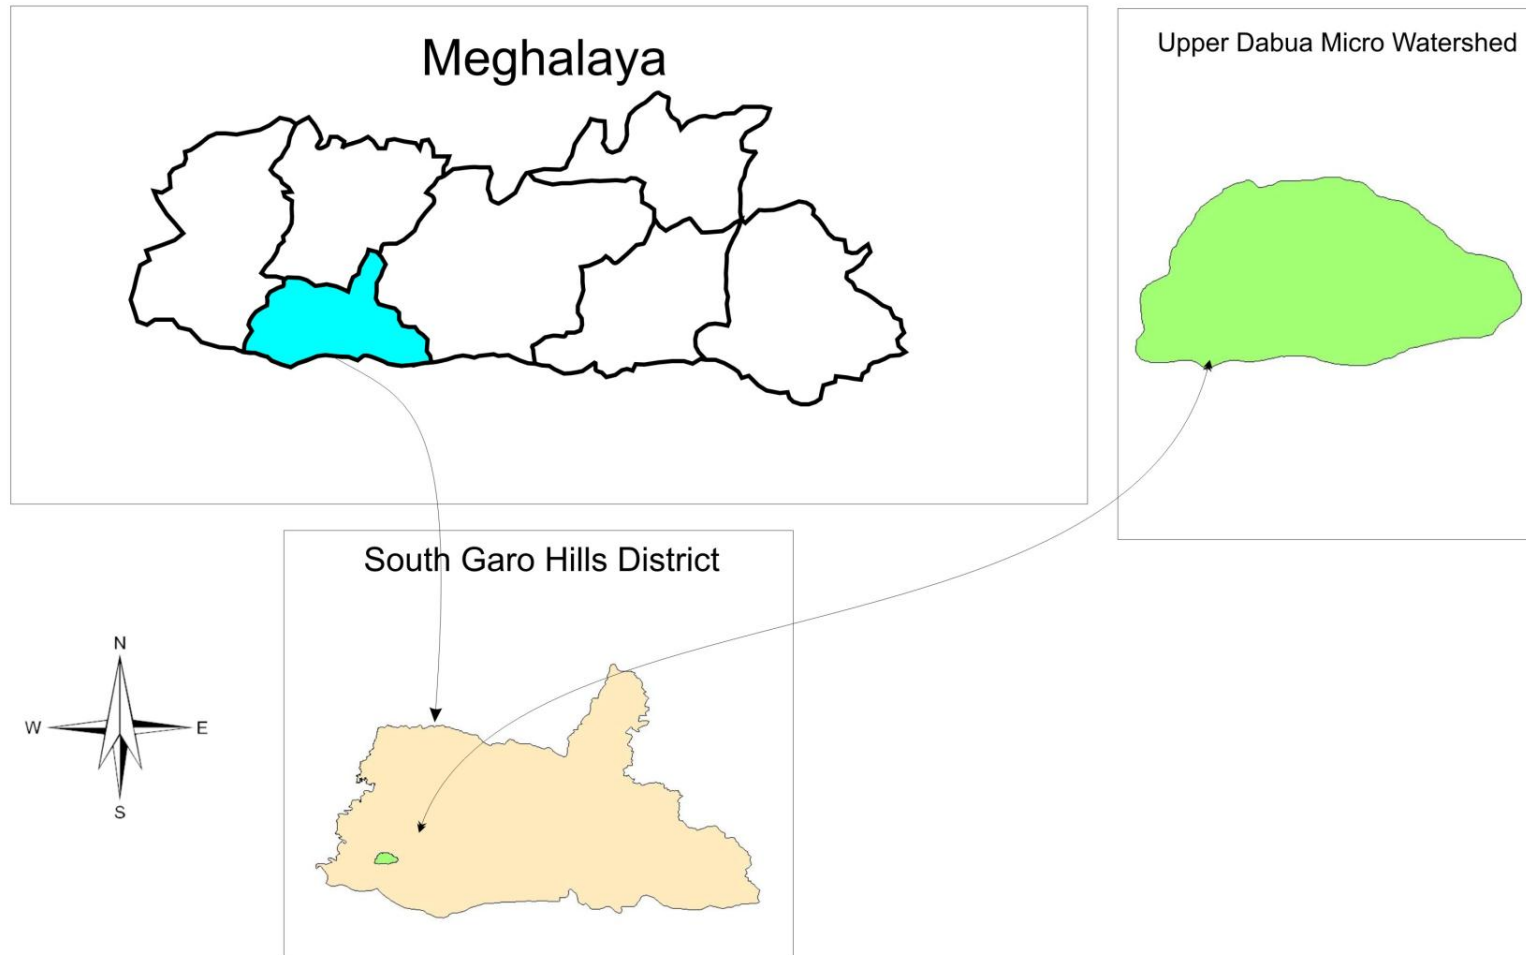 Meghalaya
Upper Dabua Micro Watershed
South Garo Hills District
N
W
E
S